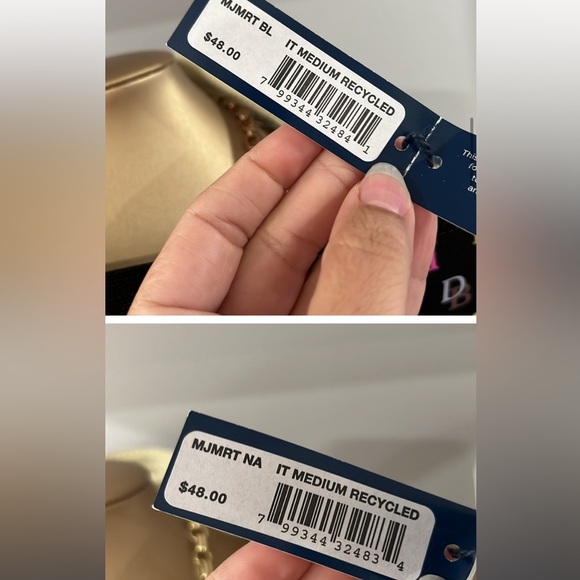 MJMRT BL IT MEDIUM RECYCLED
$48.00
7 99344 32484 1
This
D
B
MJMRT NA IT MEDIUM RECYCLED
$48.00
7 99344 32483 4